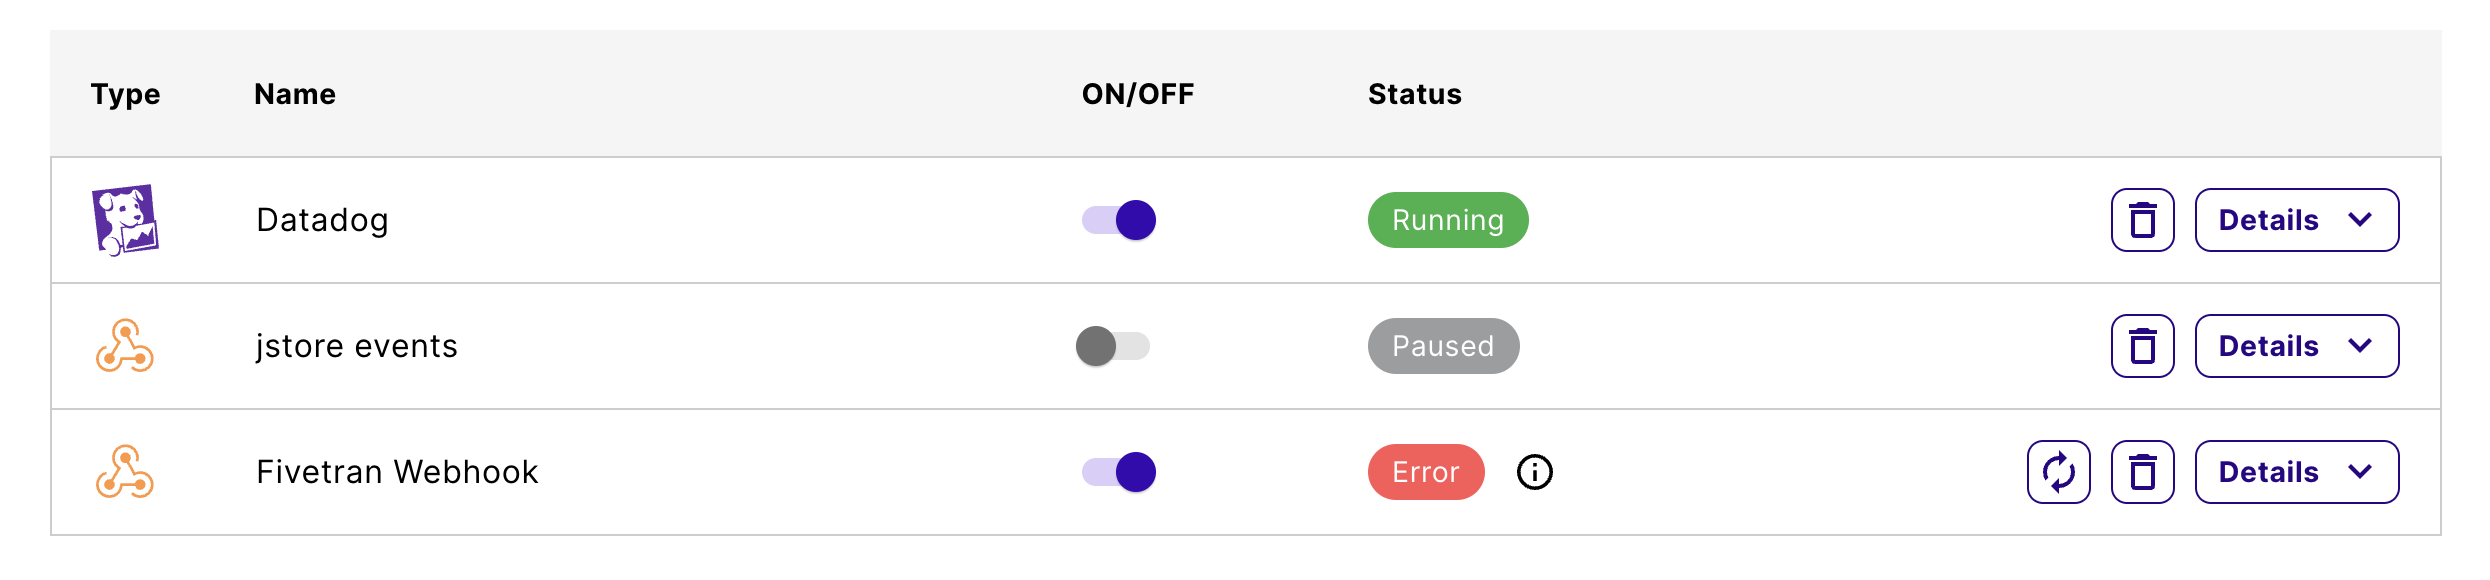 Type Name ON/OFF Status
Datadog Running Details
jstore events Paused Details
Fivetran Webhook Error Details